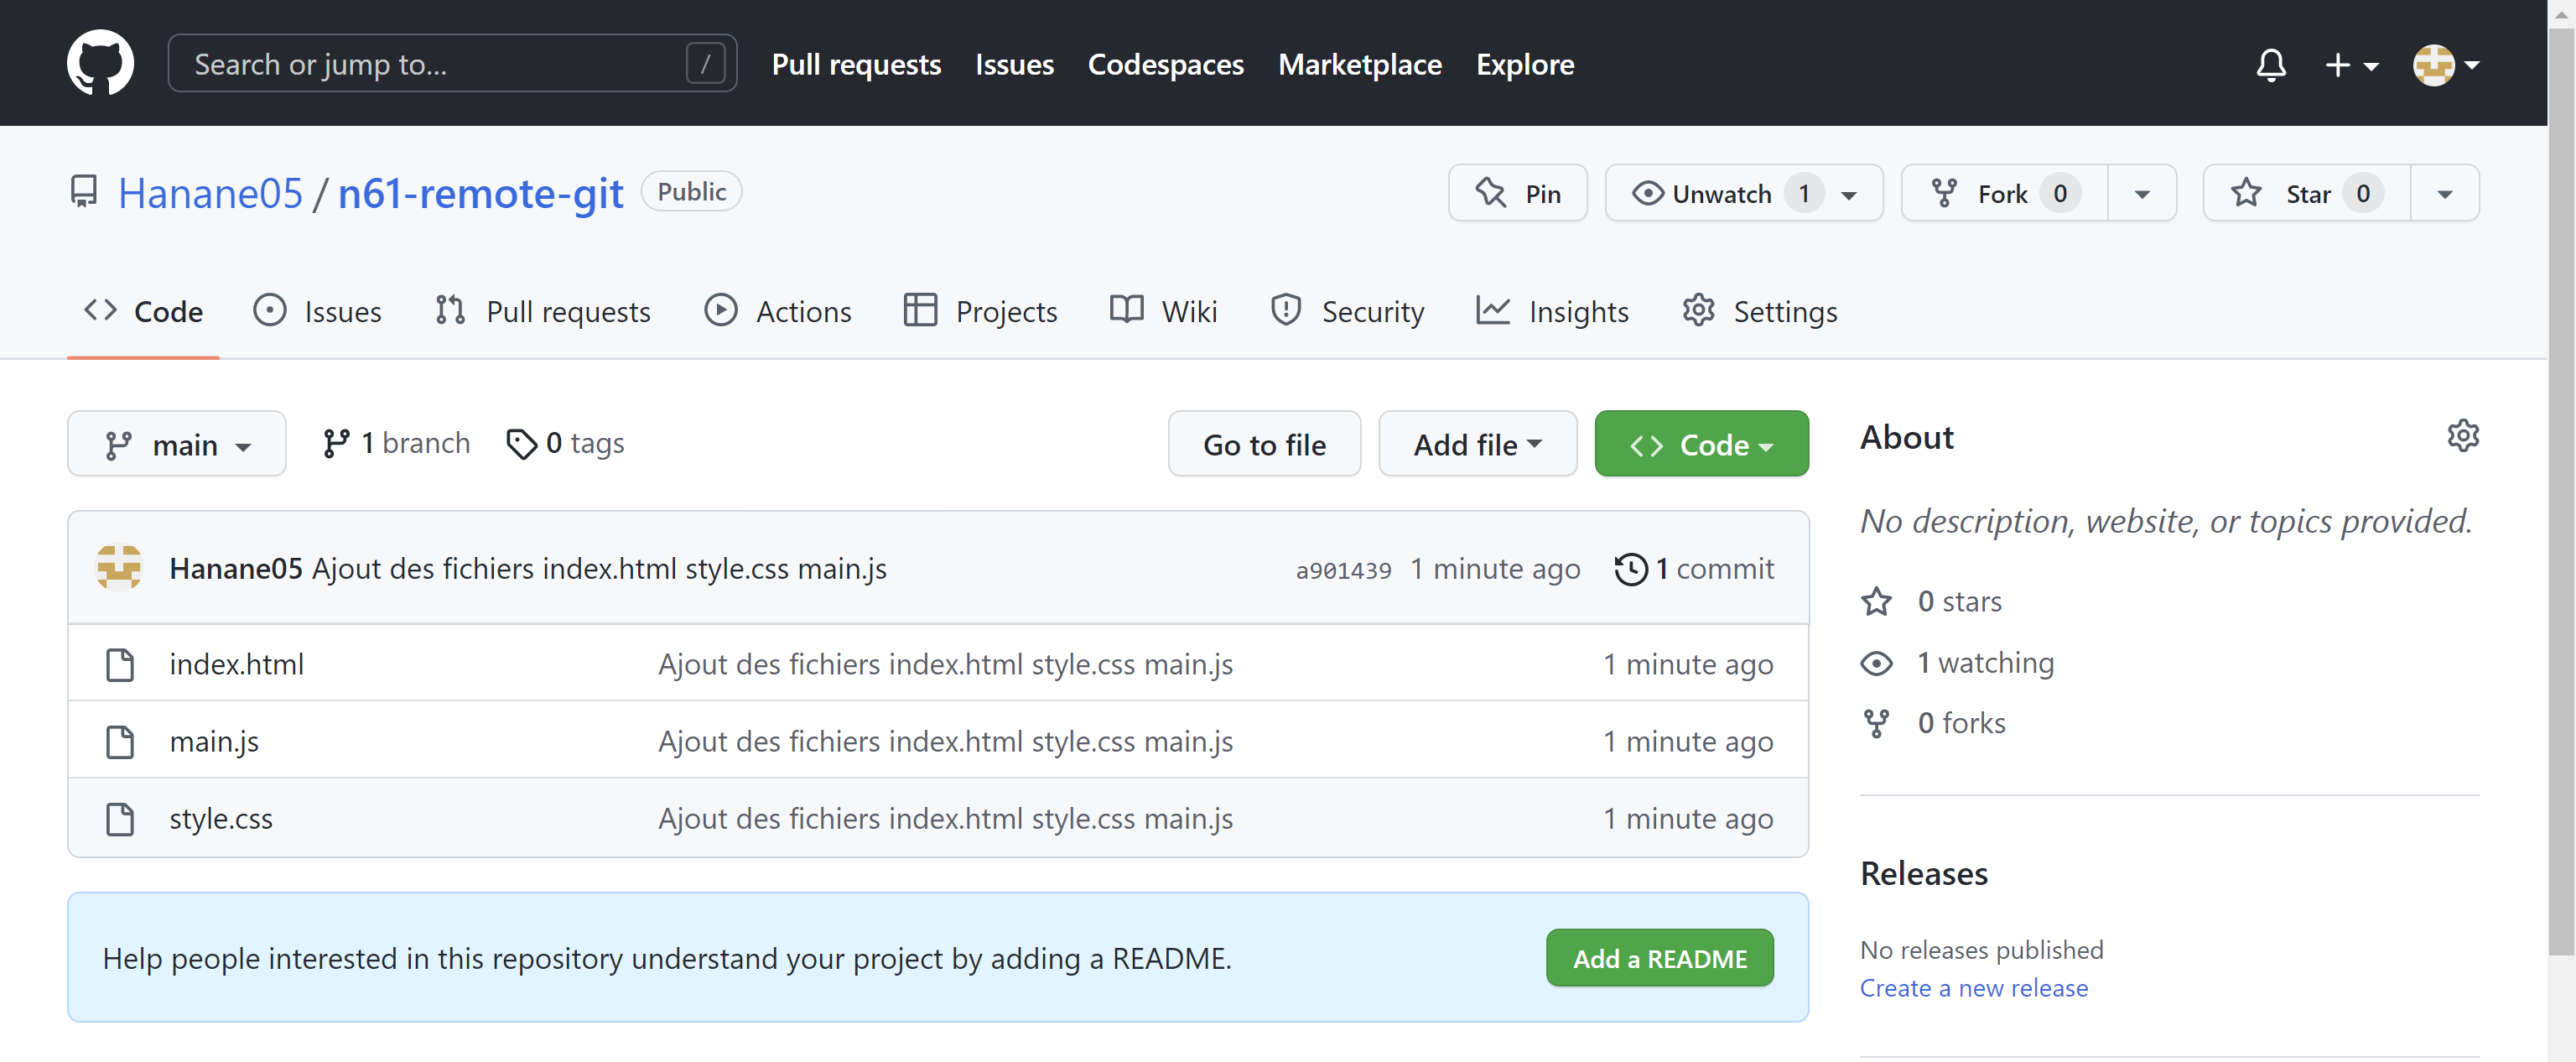 Search or jump to... / Pull requests Issues Codespaces Marketplace Explore
Hanane05 / n61-remote-git Public Pin Unwatch 1 Fork 0 Star 0
Code Issues Pull requests Actions Projects Wiki Security Insights Settings
main 1 branch 0 tags Go to file Add file Code
Hanane05 Ajout des fichiers index.html style.css main.js a901439 1 minute ago 1 commit
index.html Ajout des fichiers index.html style.css main.js 1 minute ago
main.js Ajout des fichiers index.html style.css main.js 1 minute ago
style.css Ajout des fichiers index.html style.css main.js 1 minute ago
Help people interested in this repository understand your project by adding a README. Add a README
About
No description, website, or topics provided.
0 stars
1 watching
0 forks
Releases
No releases published
Create a new release